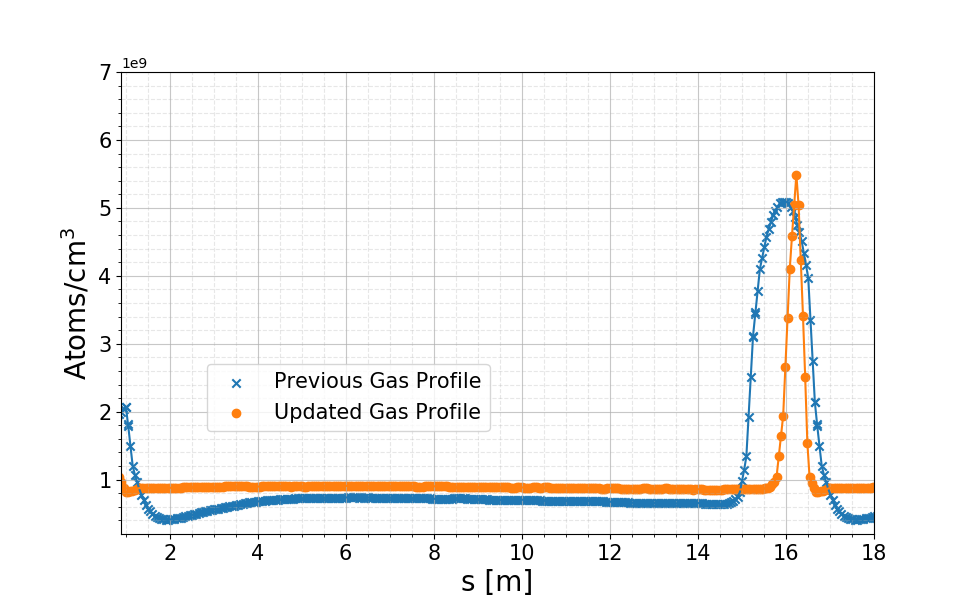 1e9
7
6
5
4
3
2
1
Atoms/cm³
Previous Gas Profile
Updated Gas Profile
2 4 6 8 10 12 14 16 18
s [m]